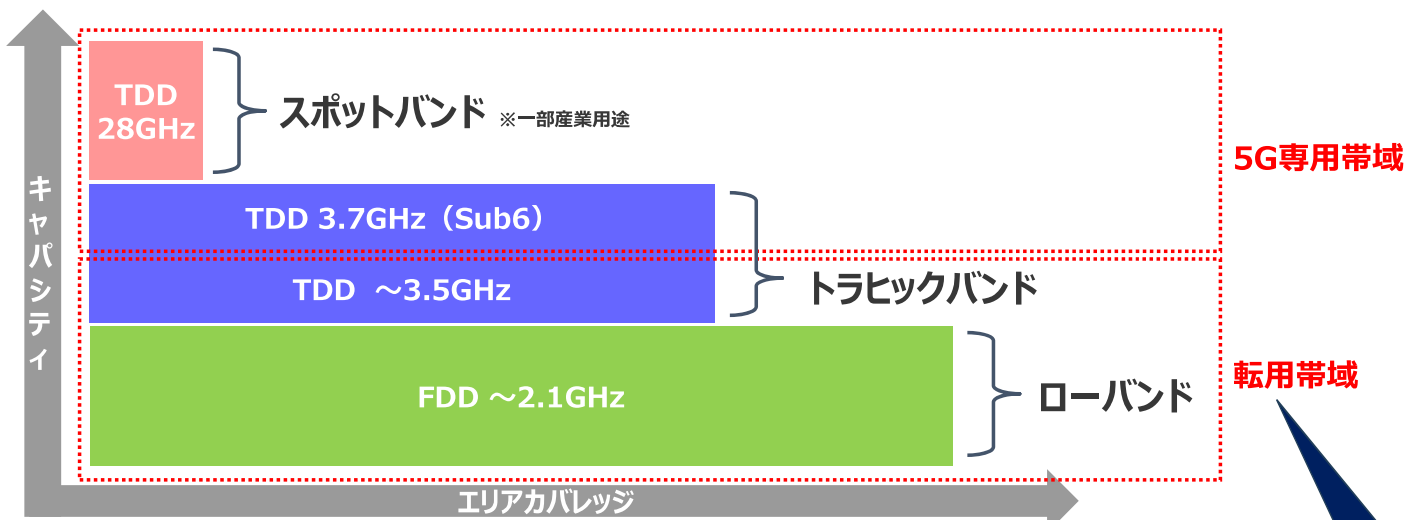 TDD
28GHz
スポットバンド ※一部産業用途
5G専用帯域
キャパシティ
TDD 3.7GHz（Sub6）
TDD ～3.5GHz
トラヒックバンド
転用帯域
FDD ～2.1GHz
ローバンド
エリアカバレッジ